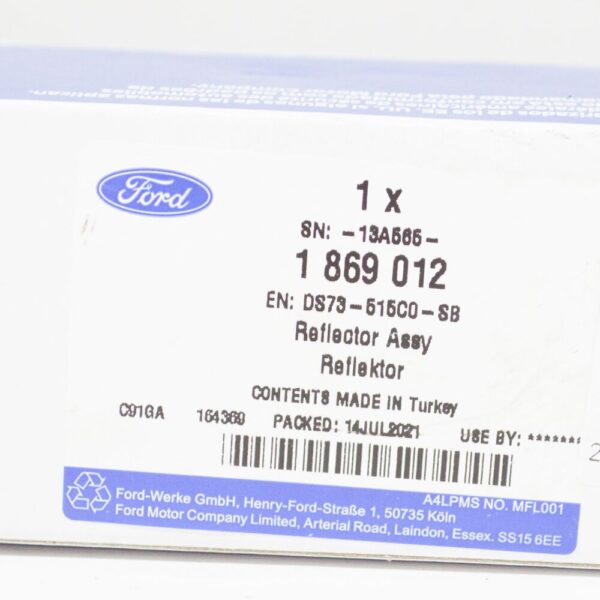 Ford
1 x
SN: -13A565-
1 869 012
EN: DS73-515C0-SB
Reflector Assy
Reflektor
CONTENTS MADE IN Turkey
C91GA 164369 PACKED: 14JUL2021 USE BY: *******
A4LPMS NO. MFL001
Ford-Werke GmbH, Henry-Ford-Straße 1, 50735 Köln
Ford Motor Company Limited, Arterial Road, Laindon, Essex. SS15 6EE